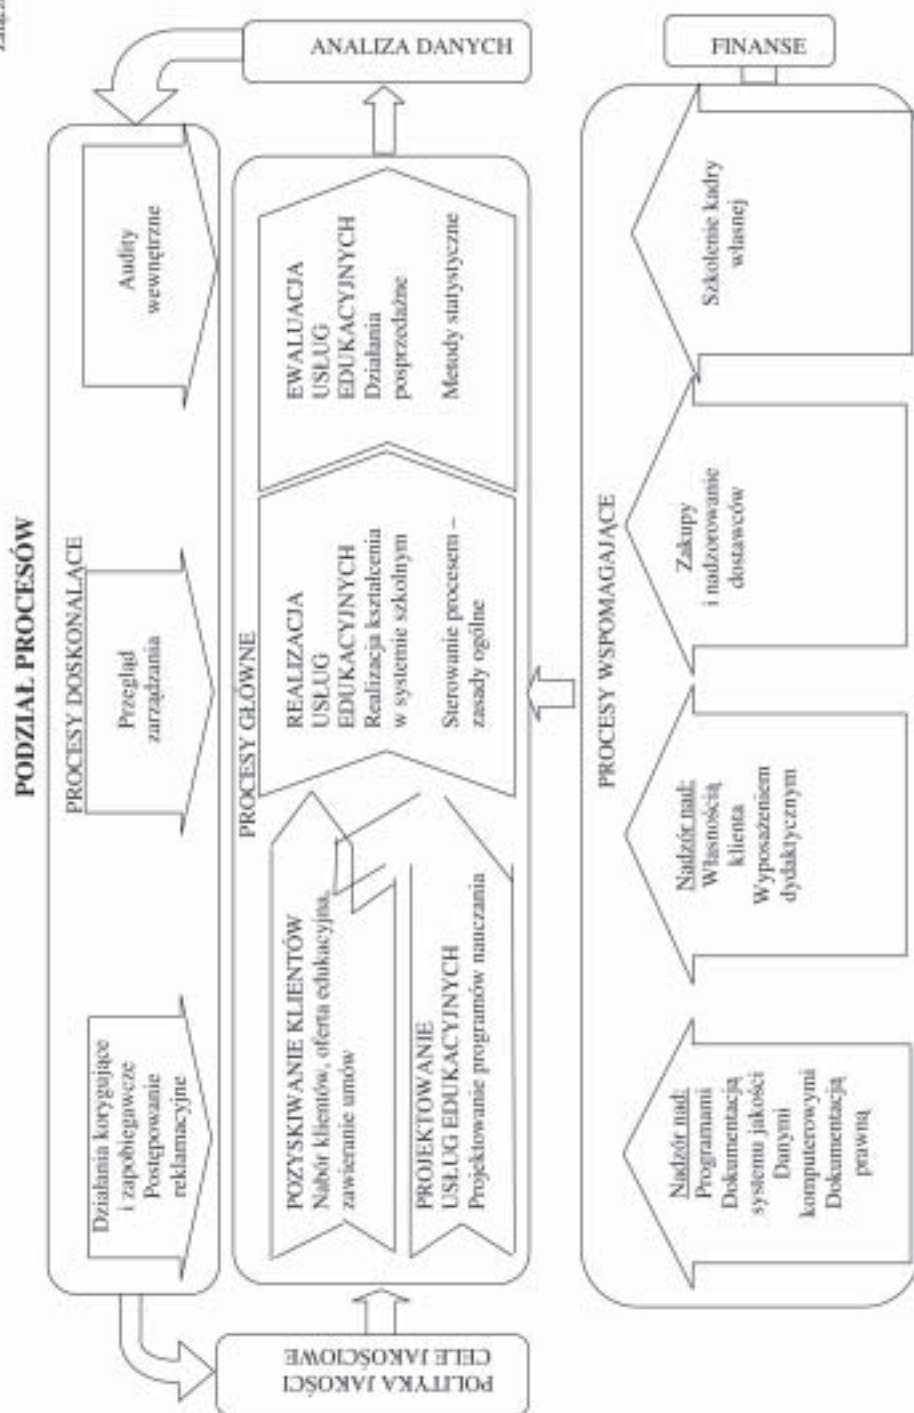 PODZIAŁ PROCESÓW
PROCESY DOSKONALĄCE
Działania korygujące
i zapobiegawcze
Postępowanie
reklamacyjne
Przegląd
zarządzania
Audity
wewnętrzne
POLITYKA JAKOŚCI
CELE JAKOŚCIOWE
PROCESY GŁÓWNE
POZYSKIWANIE KLIENTÓW
Nabór klientów, oferta edukacyjna,
zawieranie umów
PROJEKTOWANIE
USŁUG EDUKACYJNYCH
Projektowanie programów nauczania
REALIZACJA
USŁUG
EDUKACYJNYCH
Realizacja kształcenia
w systemie szkolnym
Sterowanie procesem –
zasady ogólne
EWALUACJA
USŁUG
EDUKACYJNYCH
Działania
posprzedażne
Metody statystyczne
ANALIZA DANYCH
PROCESY WSPOMAGAJĄCE
Nadzór nad:
Programami
Dokumentacją
systemu jakości
Danymi
komputerowymi
Dokumentacją
prawną
Nadzór nad:
Własnością
klienta
Wyposażeniem
dydaktycznym
Zakupy
i nadzorowanie
dostawców
Szkolenie kadry
własnej
FINANSE